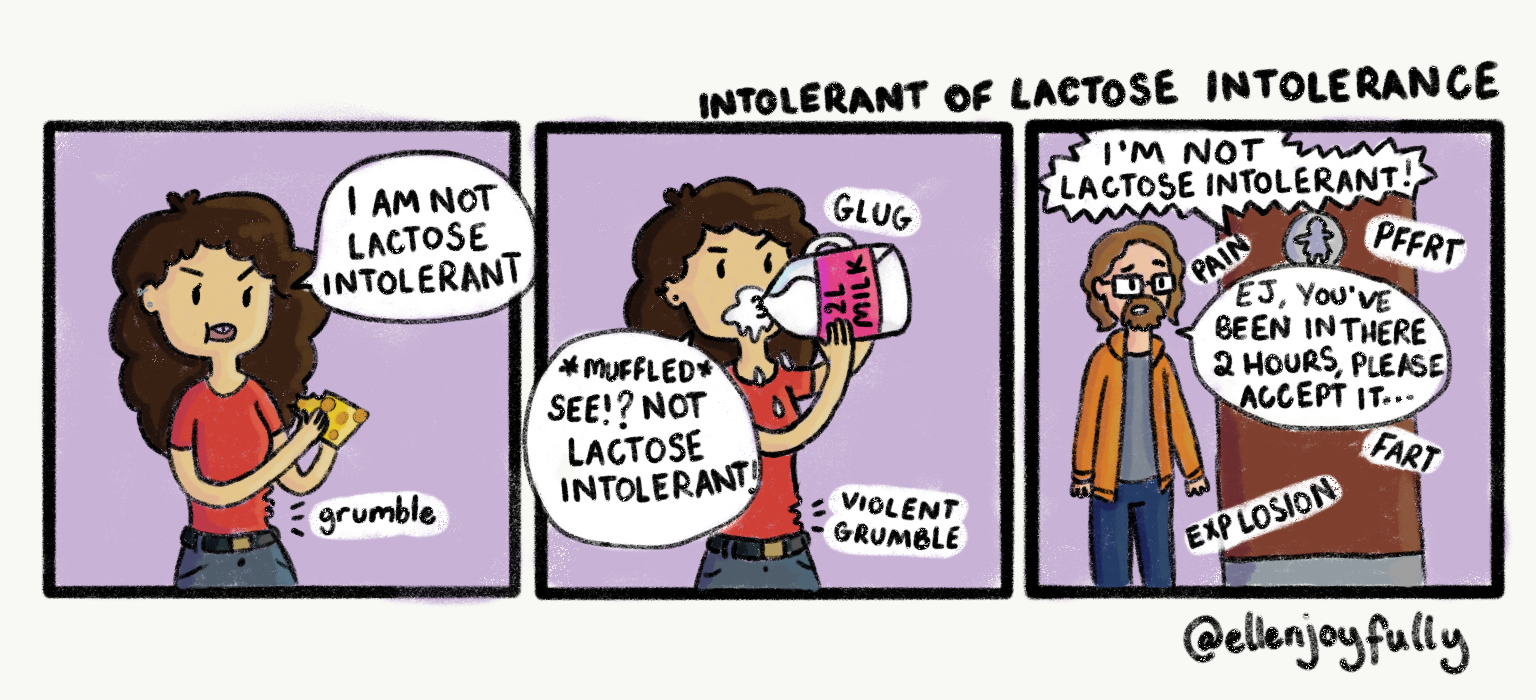 INTOLERANT OF LACTOSE INTOLERANCE
I AM NOT
LACTOSE
INTOLERANT
grumble
GLUG
2L
MILK
*MUFFLED*
SEE!? NOT
LACTOSE
INTOLERANT!
VIOLENT
GRUMBLE
I'M NOT
LACTOSE INTOLERANT!
PAIN
PFFRT
EJ, YOU'VE
BEEN IN THERE
2 HOURS, PLEASE
ACCEPT IT...
FART
EXPLOSION
@ellenjoyfully